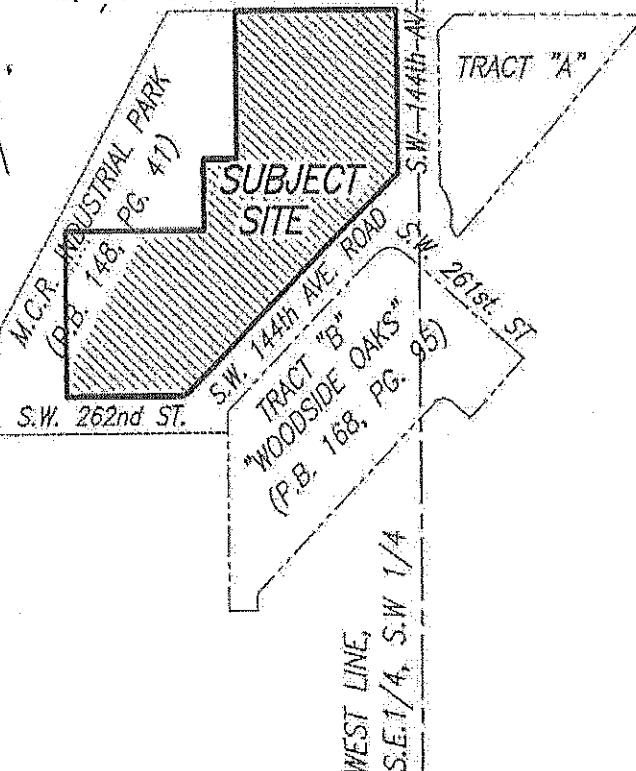 S.W. 144th AV
TRACT "A"
M.C.R. INDUSTRIAL PARK
(P.B. 148, PG. 41)
SUBJECT
SITE
S.W. 144th AVE. ROAD
S.W. 261st ST
TRACT "B"
"WOODSIDE OAKS"
(P.B. 168, PG. 95)
S.W. 262nd ST.
WEST LINE,
S.E.1/4, S.W 1/4